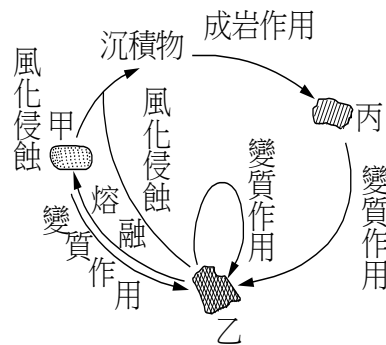 沉積物
成岩作用
風化侵蝕
甲
丙
風化侵蝕
變質作用
變質作用
熔融
變質作用
乙